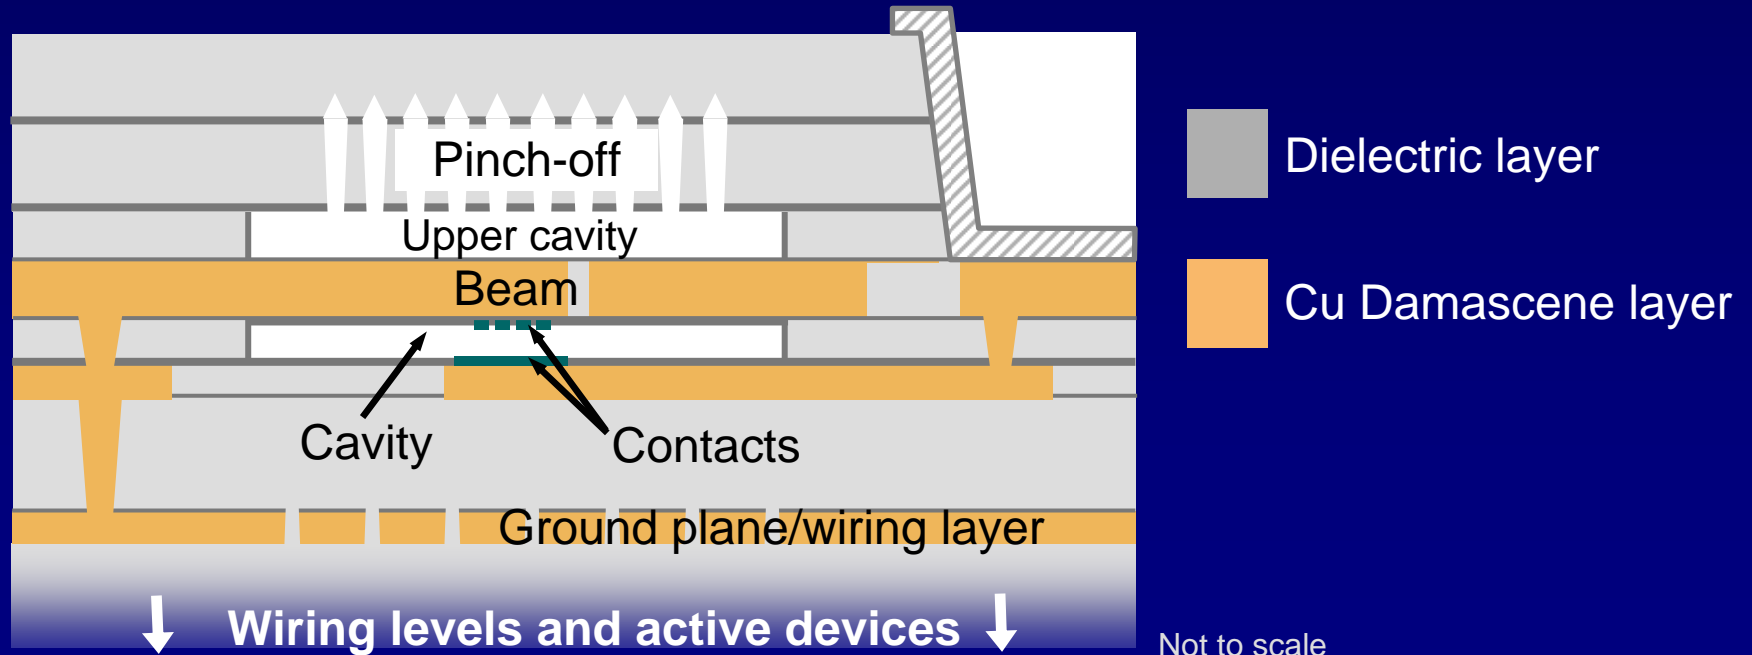 Pinch-off
Dielectric layer
Upper cavity
Beam
Cu Damascene layer
Cavity
Contacts
Ground plane/wiring layer
Wiring levels and active devices
Not to scale